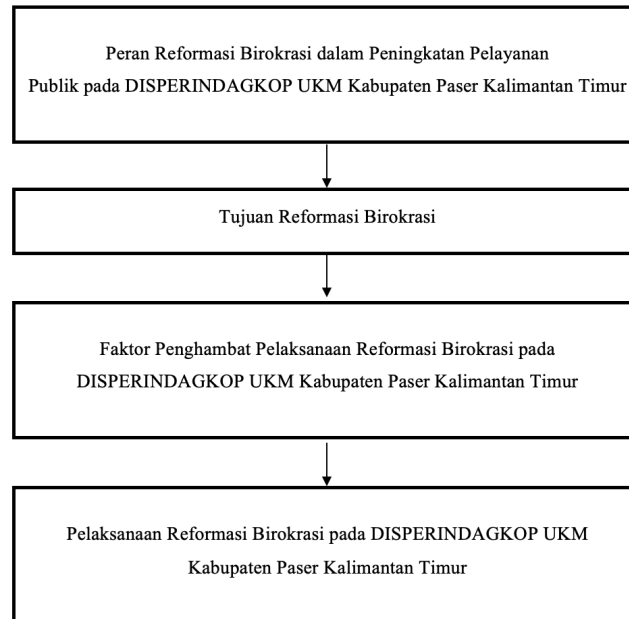 Peran Reformasi Birokrasi dalam Peningkatan Pelayanan
Publik pada DISPERINDAGKOP UKM Kabupaten Paser Kalimantan Timur
Tujuan Reformasi Birokrasi
Faktor Penghambat Pelaksanaan Reformasi Birokrasi pada
DISPERINDAGKOP UKM Kabupaten Paser Kalimantan Timur
Pelaksanaan Reformasi Birokrasi pada DISPERINDAGKOP UKM
Kabupaten Paser Kalimantan Timur